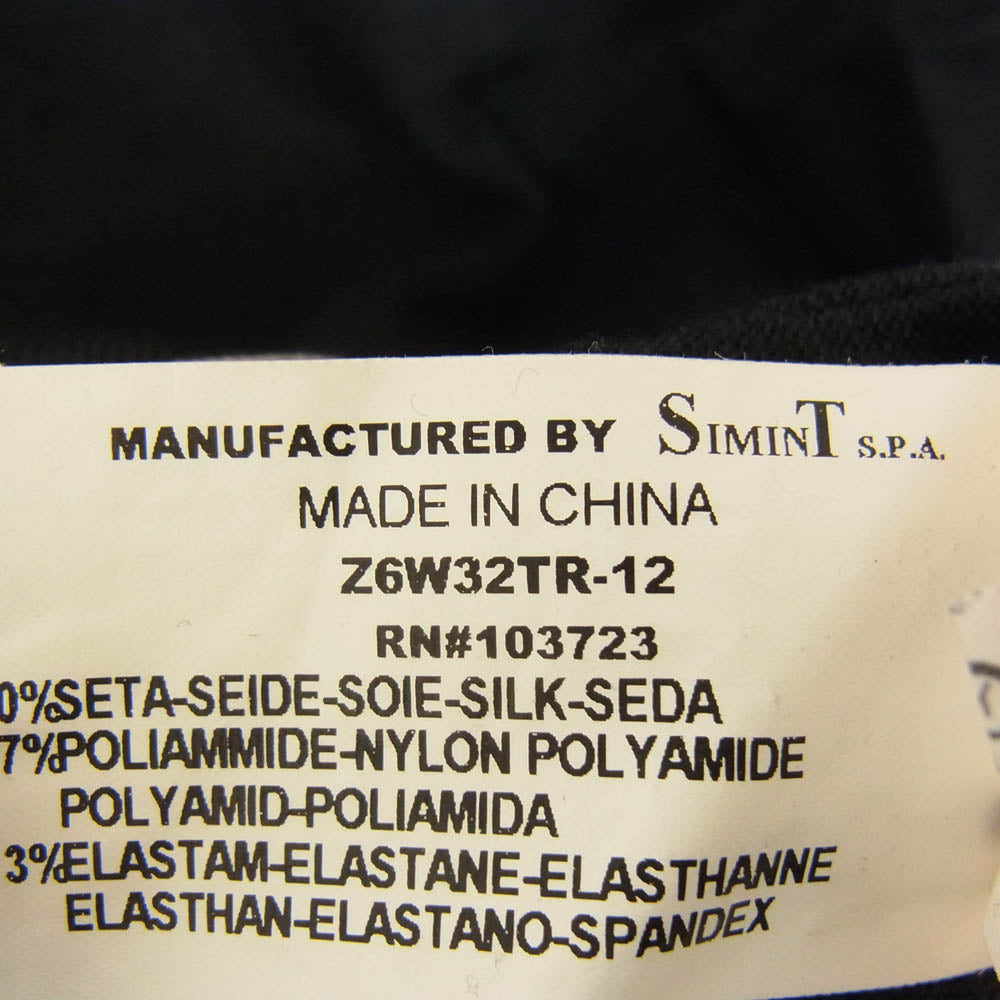 MANUFACTURED BY SIMINT S.P.A.
MADE IN CHINA
Z6W32TR-12
RN#103723
0%SETA-SEIDE-SOIE-SILK-SEDA
7%POLIAMMIDE-NYLON POLYAMIDE
POLYAMID-POLIAMIDA
3%ELASTAM-ELASTANE-ELASTHANNE
ELASTHAN-ELASTANO-SPANDEX